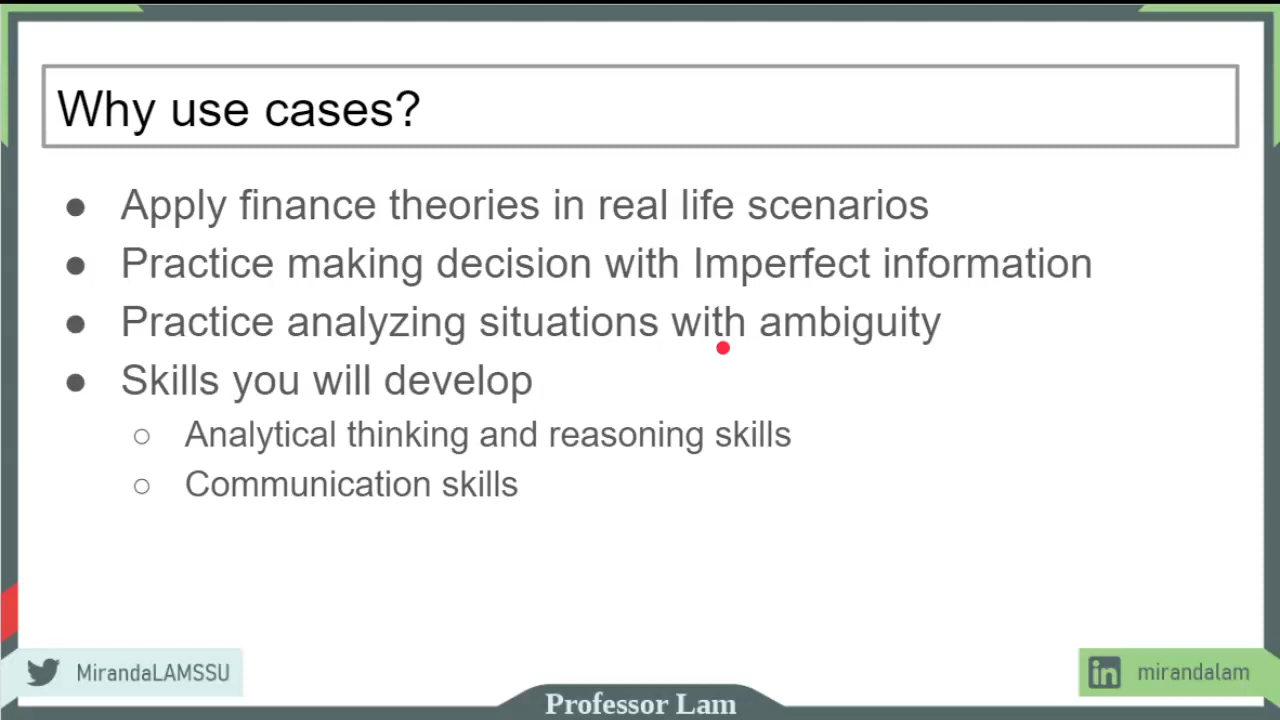 Why use cases?
● Apply finance theories in real life scenarios
● Practice making decision with Imperfect information
● Practice analyzing situations with ambiguity
● Skills you will develop
○ Analytical thinking and reasoning skills
○ Communication skills
MirandaLAMSSU
in mirandalam
Professor Lam